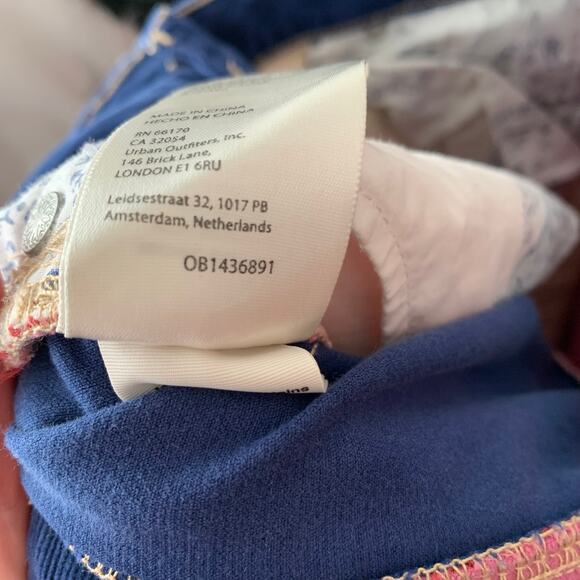 MADE IN CHINA
HECHO EN CHINA
RN 66170
CA 32054
Urban Outfitters, Inc.
146 Brick Lane,
LONDON E1 6RU
Leidsestraat 32, 1017 PB
Amsterdam, Netherlands
OB1436891